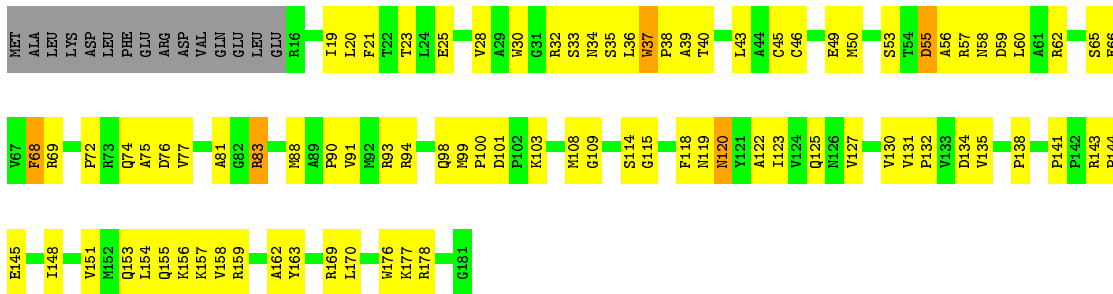 MET ALA LEU LYS ASP LEU PHE GLU ARG ASP VAL GLN GLU LEU GLU R16 I19 L20 F21 T22 T23 L24 E25 V28 A29 W30 G31 R32 S33 N34 S35 L36 W37 P38 A39 T40 L43 A44 C45 C46 E49 M50 S53 T54 D55 A56 R57 N58 D59 L60 A61 R62 S65
V67 F68 R69 P72 R73 Q74 A75 D76 V77 A81 G82 R83 M88 A89 P90 V91 M92 R93 R94 Q98 M99 P100 D101 P102 K103 M108 G109 S114 G115 F118 N119 N120 Y121 A122 I123 V124 Q125 N126 V127 V130 V131 P132 V133 D134 V135 P138 P141 P142 R143
E145 I148 V151 M152 Q153 L154 Q155 K156 K157 V158 R159 A162 Y163 R169 L170 W176 K177 R178 G181